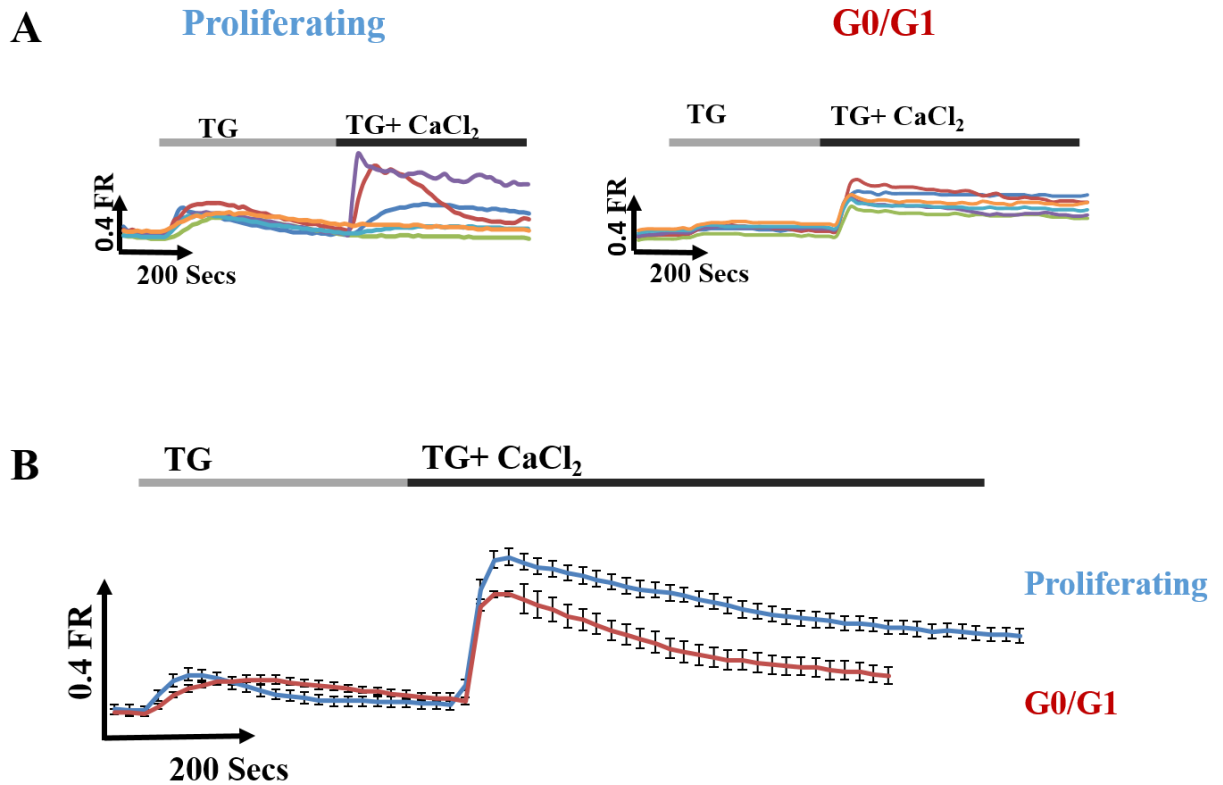 A
Proliferating
G0/G1
TG
TG+ CaCl₂
TG
TG+ CaCl₂
0.4 FR
200 Secs
0.4 FR
200 Secs
B
TG
TG+ CaCl₂
0.4 FR
Proliferating
G0/G1
200 Secs